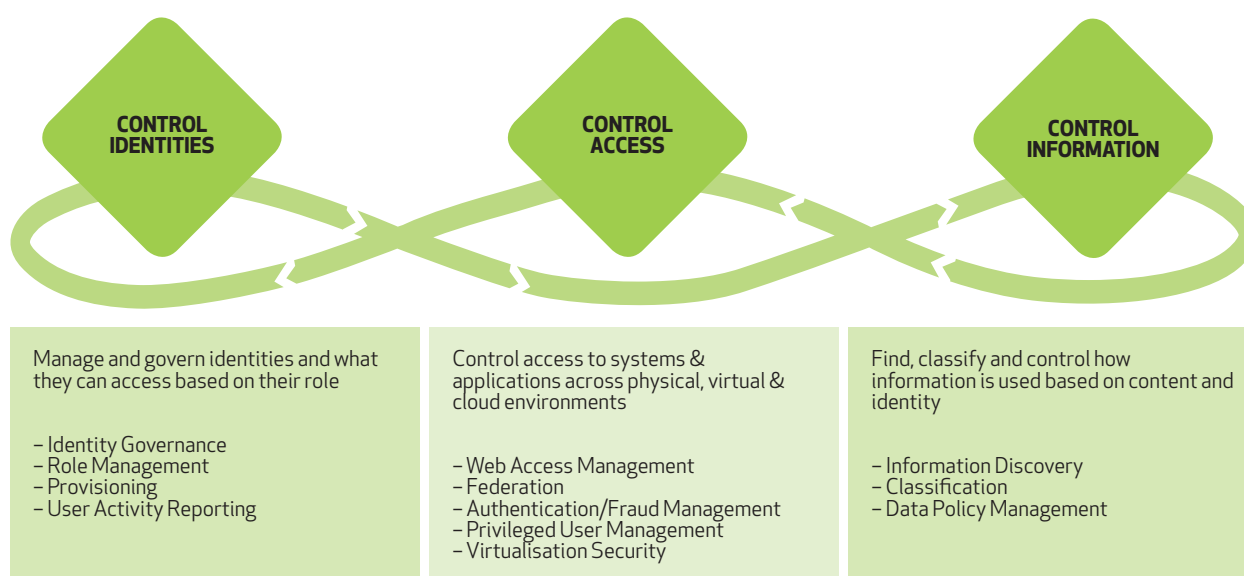 CONTROL
IDENTITIES
CONTROL
ACCESS
CONTROL
INFORMATION
Manage and govern identities and what
they can access based on their role
– Identity Governance
– Role Management
– Provisioning
– User Activity Reporting
Control access to systems &
applications across physical, virtual &
cloud environments
– Web Access Management
– Federation
– Authentication/Fraud Management
– Privileged User Management
– Virtualisation Security
Find, classify and control how
information is used based on content and
identity
– Information Discovery
– Classification
– Data Policy Management